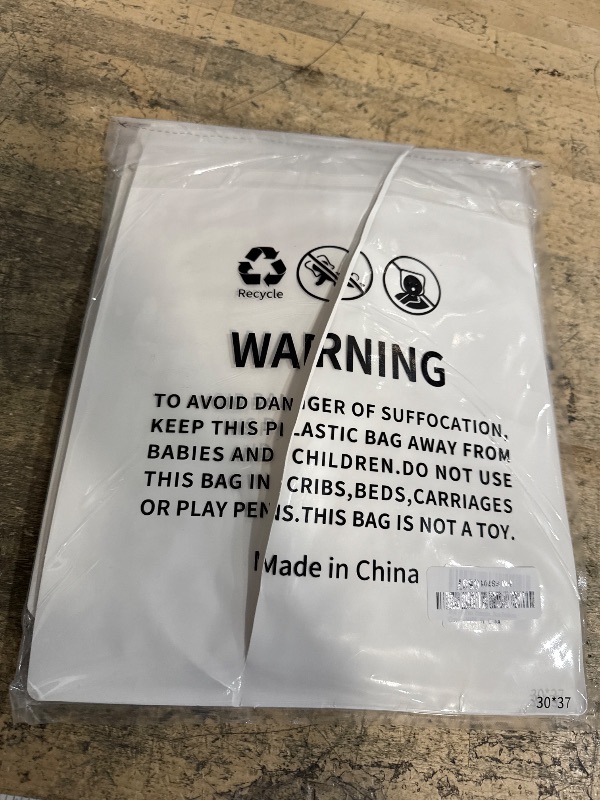 Recycle
WARNING
TO AVOID DANGER OF SUFFOCATION,
KEEP THIS PLASTIC BAG AWAY FROM
BABIES AND CHILDREN.DO NOT USE
THIS BAG IN CRIBS,BEDS,CARRIAGES
OR PLAY PENS.THIS BAG IS NOT A TOY.
Made in China
30*37